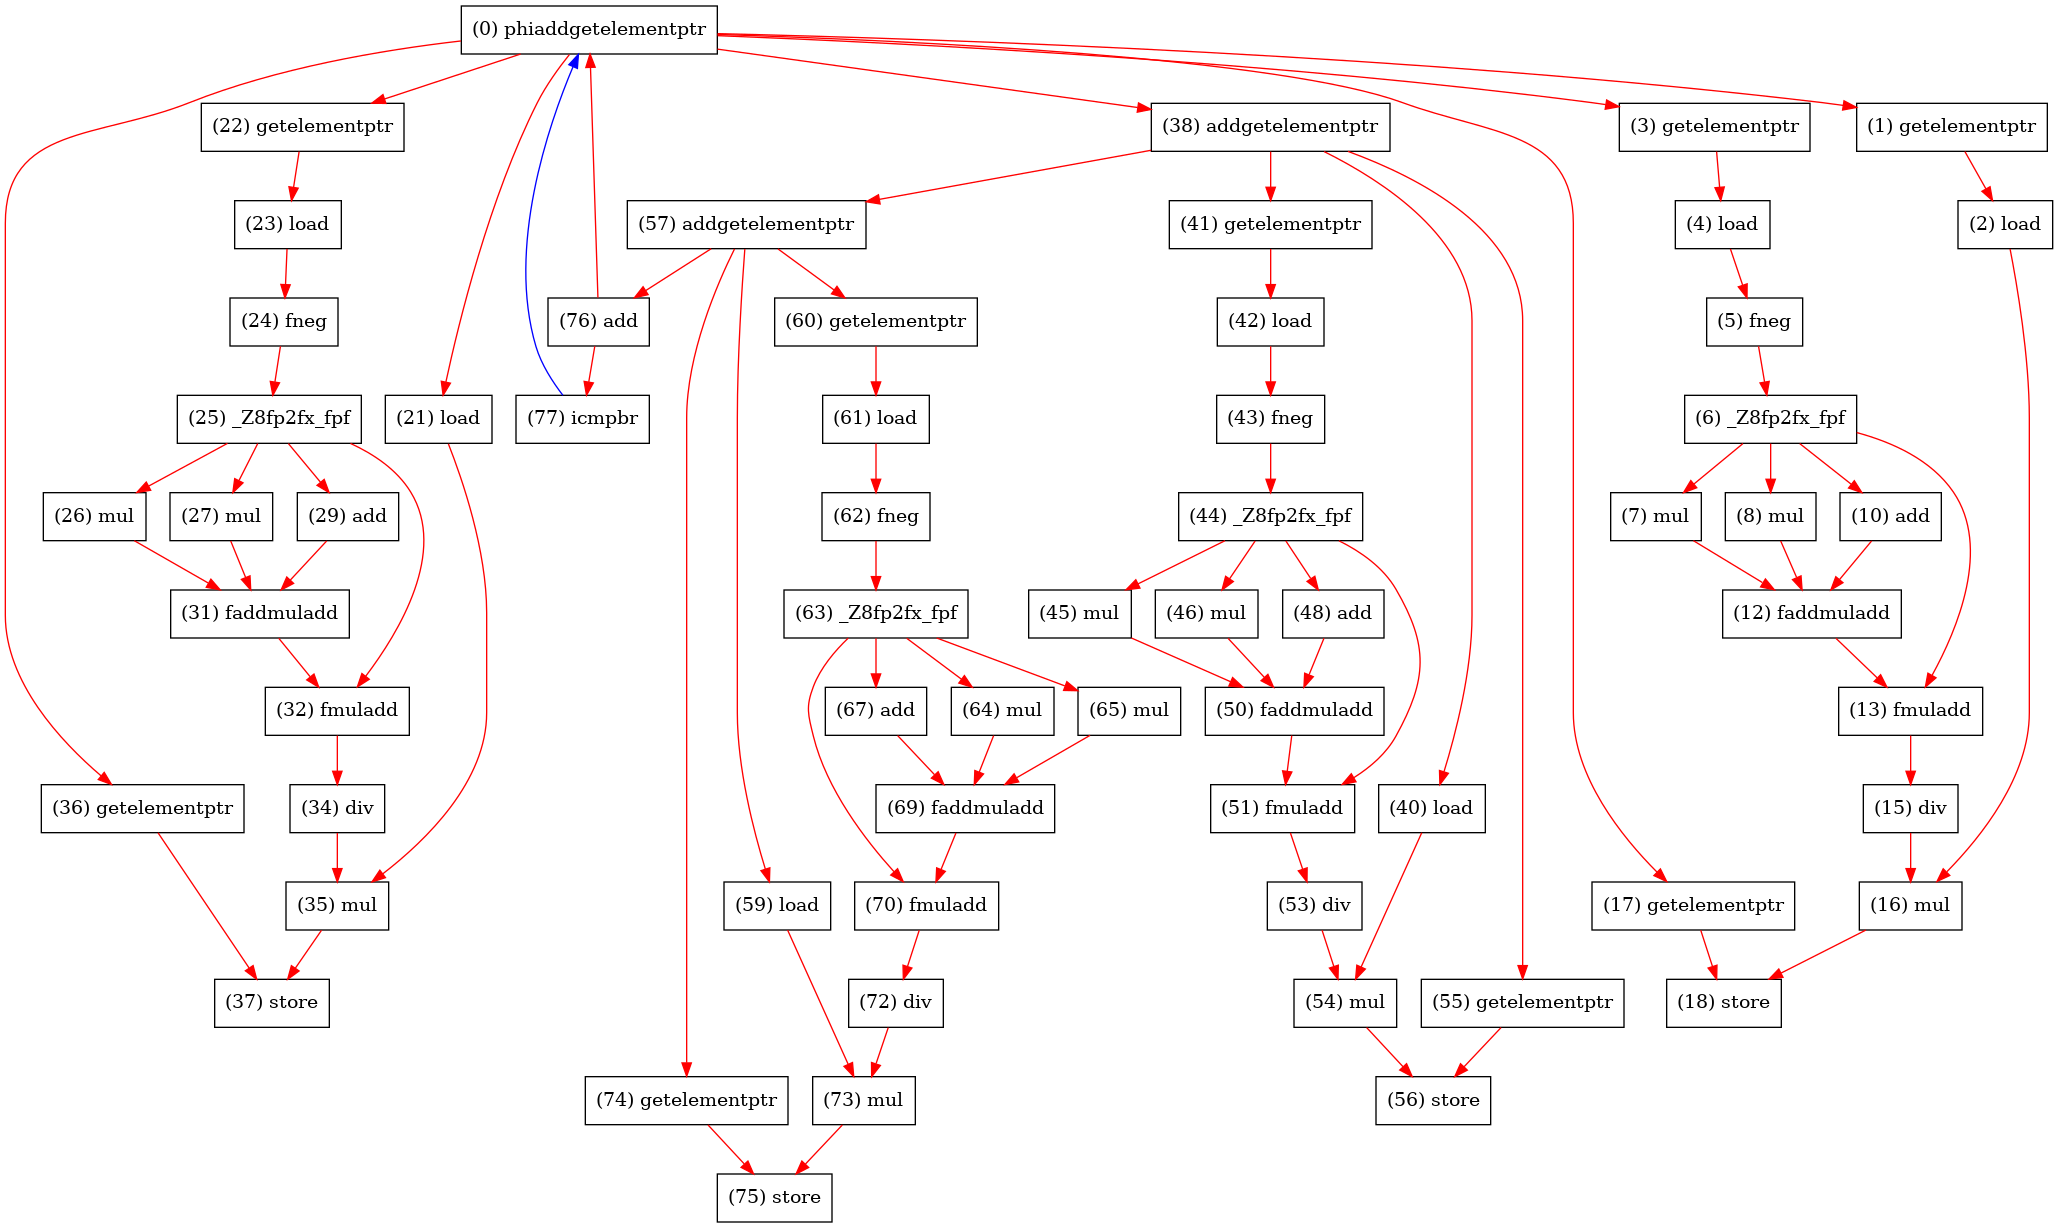 (0) phiaddgetelementptr
(22) getelementptr
(38) addgetelementptr
(3) getelementptr
(1) getelementptr
(23) load
(57) addgetelementptr
(41) getelementptr
(4) load
(2) load
(24) fneg
(76) add
(60) getelementptr
(42) load
(5) fneg
(25) _Z8fp2fx_fpf
(21) load
(77) icmpbr
(61) load
(43) fneg
(6) _Z8fp2fx_fpf
(26) mul
(27) mul
(29) add
(62) fneg
(44) _Z8fp2fx_fpf
(7) mul
(8) mul
(10) add
(31) faddmuladd
(63) _Z8fp2fx_fpf
(45) mul
(46) mul
(48) add
(12) faddmuladd
(32) fmuladd
(67) add
(64) mul
(65) mul
(50) faddmuladd
(13) fmuladd
(36) getelementptr
(34) div
(69) faddmuladd
(51) fmuladd
(40) load
(15) div
(35) mul
(59) load
(70) fmuladd
(53) div
(17) getelementptr
(16) mul
(37) store
(72) div
(54) mul
(55) getelementptr
(18) store
(74) getelementptr
(73) mul
(56) store
(75) store